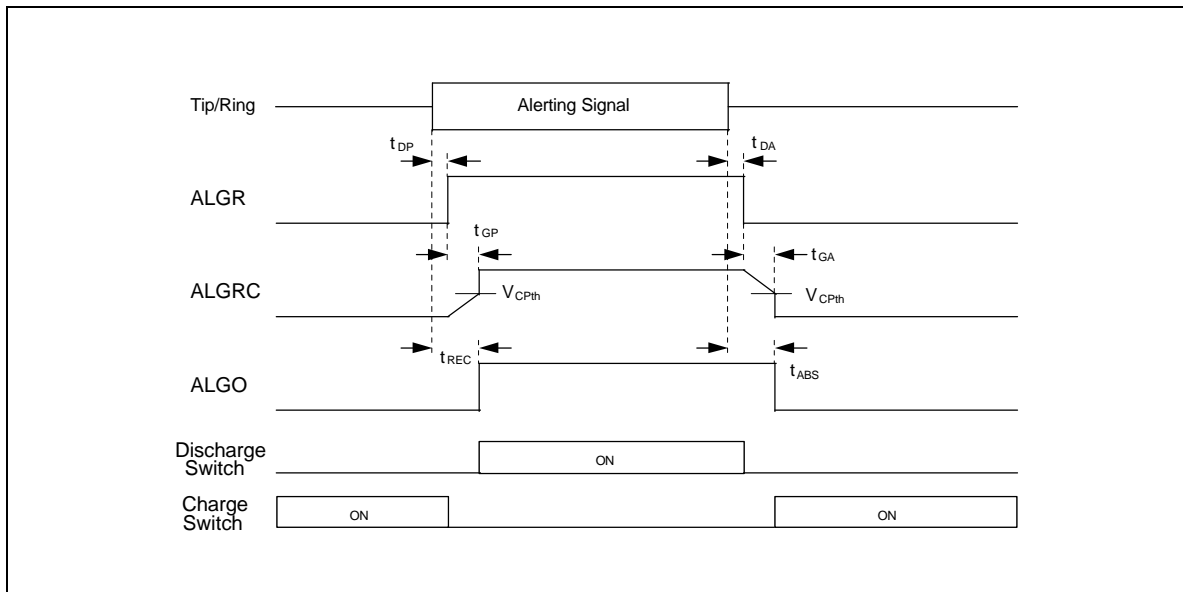 Tip/Ring
Alerting Signal
tDP
tDA
ALGR
tGP
tGA
ALGRC
VCPth
VCPth
tREC
tABS
ALGO
Discharge
Switch
ON
Charge
Switch
ON
ON